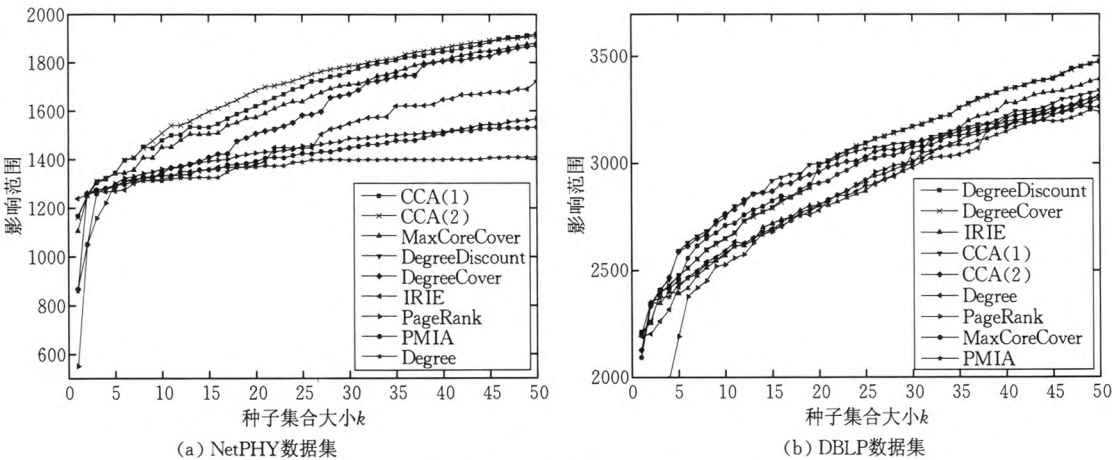 2000
1800
1600
1400
1200
1000
800
600
影响范围
0 5 10 15 20 25 30 35 40 45 50
种子集合大小k
CCA(1)
CCA(2)
MaxCoreCover
DegreeDiscount
DegreeCover
IRIE
PageRank
PMIA
Degree
(a) NetPHY数据集
3500
3000
2500
2000
影响范围
0 5 10 15 20 25 30 35 40 45 50
种子集合大小k
DegreeDiscount
DegreeCover
IRIE
CCA(1)
CCA(2)
Degree
PageRank
MaxCoreCover
PMIA
(b) DBLP数据集